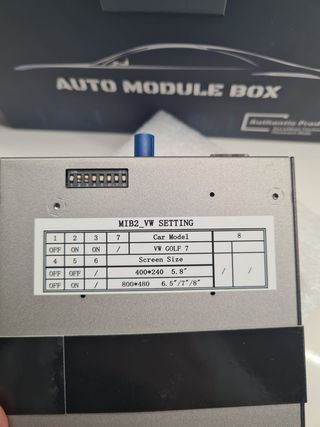 AUTO MODULE BOX
Authentic Prod
MIB2_VW SETTING
1 2 3 7 Car Model 8
OFF ON ON / VW GOLF 7 / /
4 5 6 Screen Size
OFF OFF / 400*240 5.8"
OFF ON / 800*480 6.5"/7"/8"